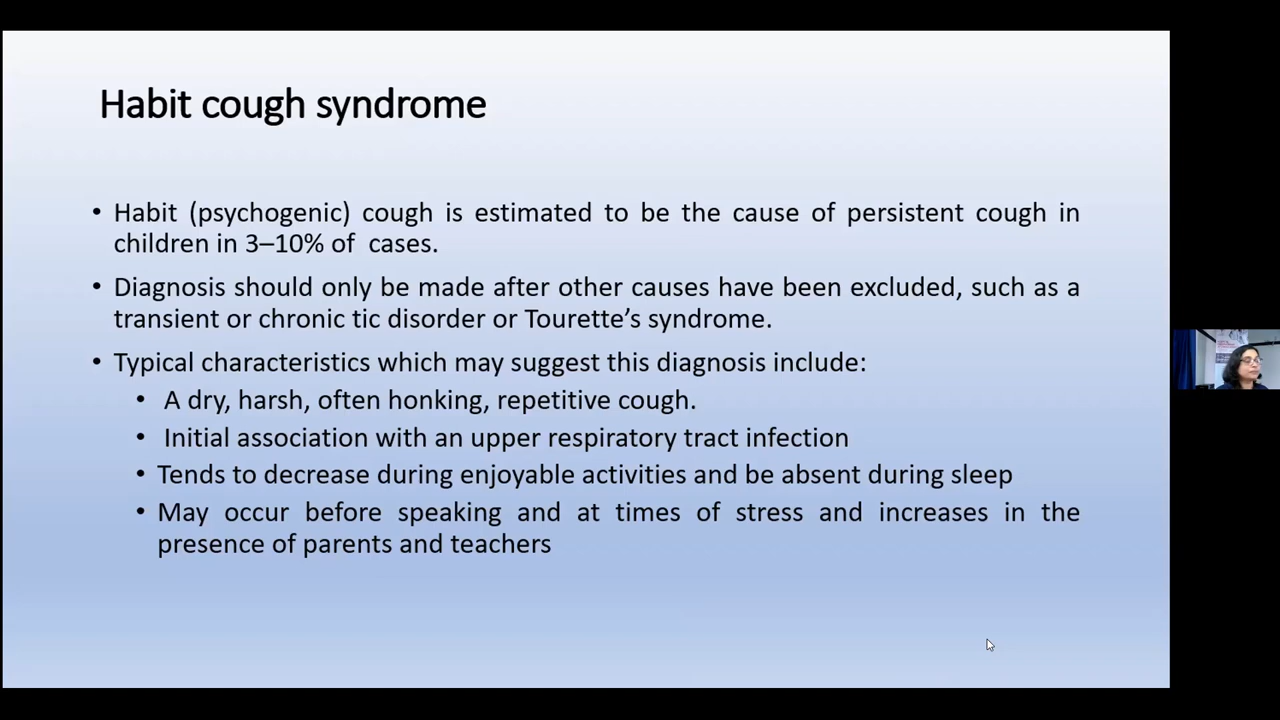 Habit cough syndrome
• Habit (psychogenic) cough is estimated to be the cause of persistent cough in
children in 3–10% of cases.
• Diagnosis should only be made after other causes have been excluded, such as a
transient or chronic tic disorder or Tourette’s syndrome.
• Typical characteristics which may suggest this diagnosis include:
• A dry, harsh, often honking, repetitive cough.
• Initial association with an upper respiratory tract infection
• Tends to decrease during enjoyable activities and be absent during sleep
• May occur before speaking and at times of stress and increases in the
presence of parents and teachers